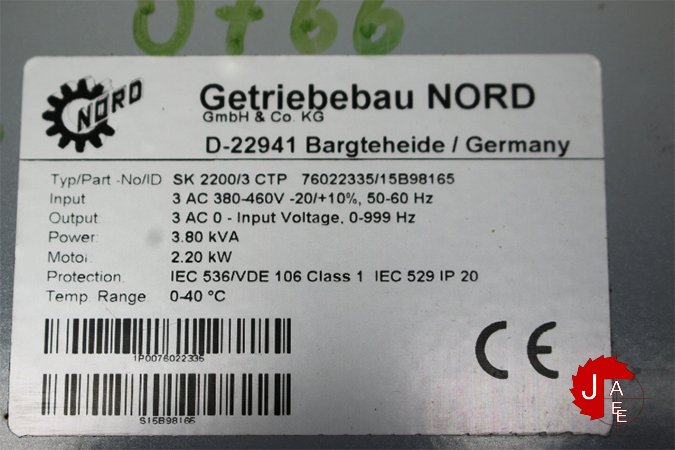 0766
NORD
Getriebebau NORD
GmbH & Co. KG
D-22941 Bargteheide / Germany
Typ/Part -No/ID SK 2200/3 CTP 76022335/15B98165
Input 3 AC 380-460V -20/+10%, 50-60 Hz
Output 3 AC 0 - Input Voltage, 0-999 Hz
Power 3.80 kVA
Motor 2.20 kW
Protection IEC 536/VDE 106 Class 1 IEC 529 IP 20
Temp. Range 0-40 °C
1P0076022335
S15B98165
CE
JAEE